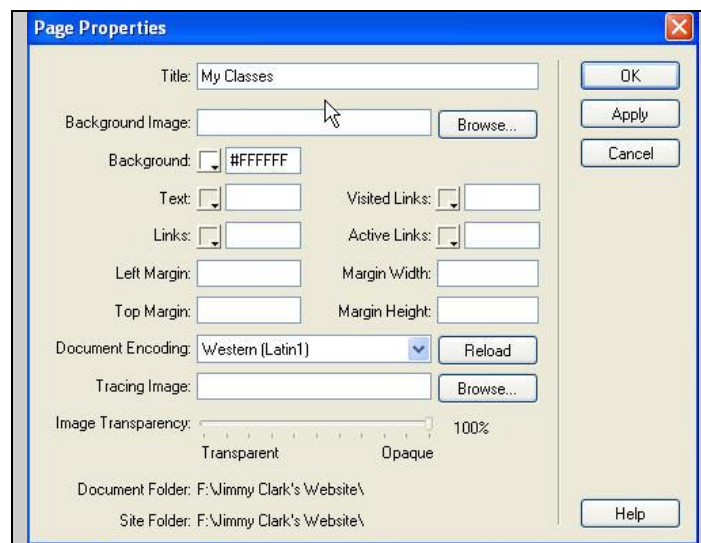 Page Properties
Title: My Classes
OK
Background Image: Browse...
Apply
Background: #FFFFFF
Cancel
Text: Visited Links:
Links: Active Links:
Left Margin: Margin Width:
Top Margin: Margin Height:
Document Encoding: Western (Latin1) Reload
Tracing Image: Browse...
Image Transparency: 100%
Transparent Opaque
Document Folder: F:\Jimmy Clark's Website\
Site Folder: F:\Jimmy Clark's Website\
Help